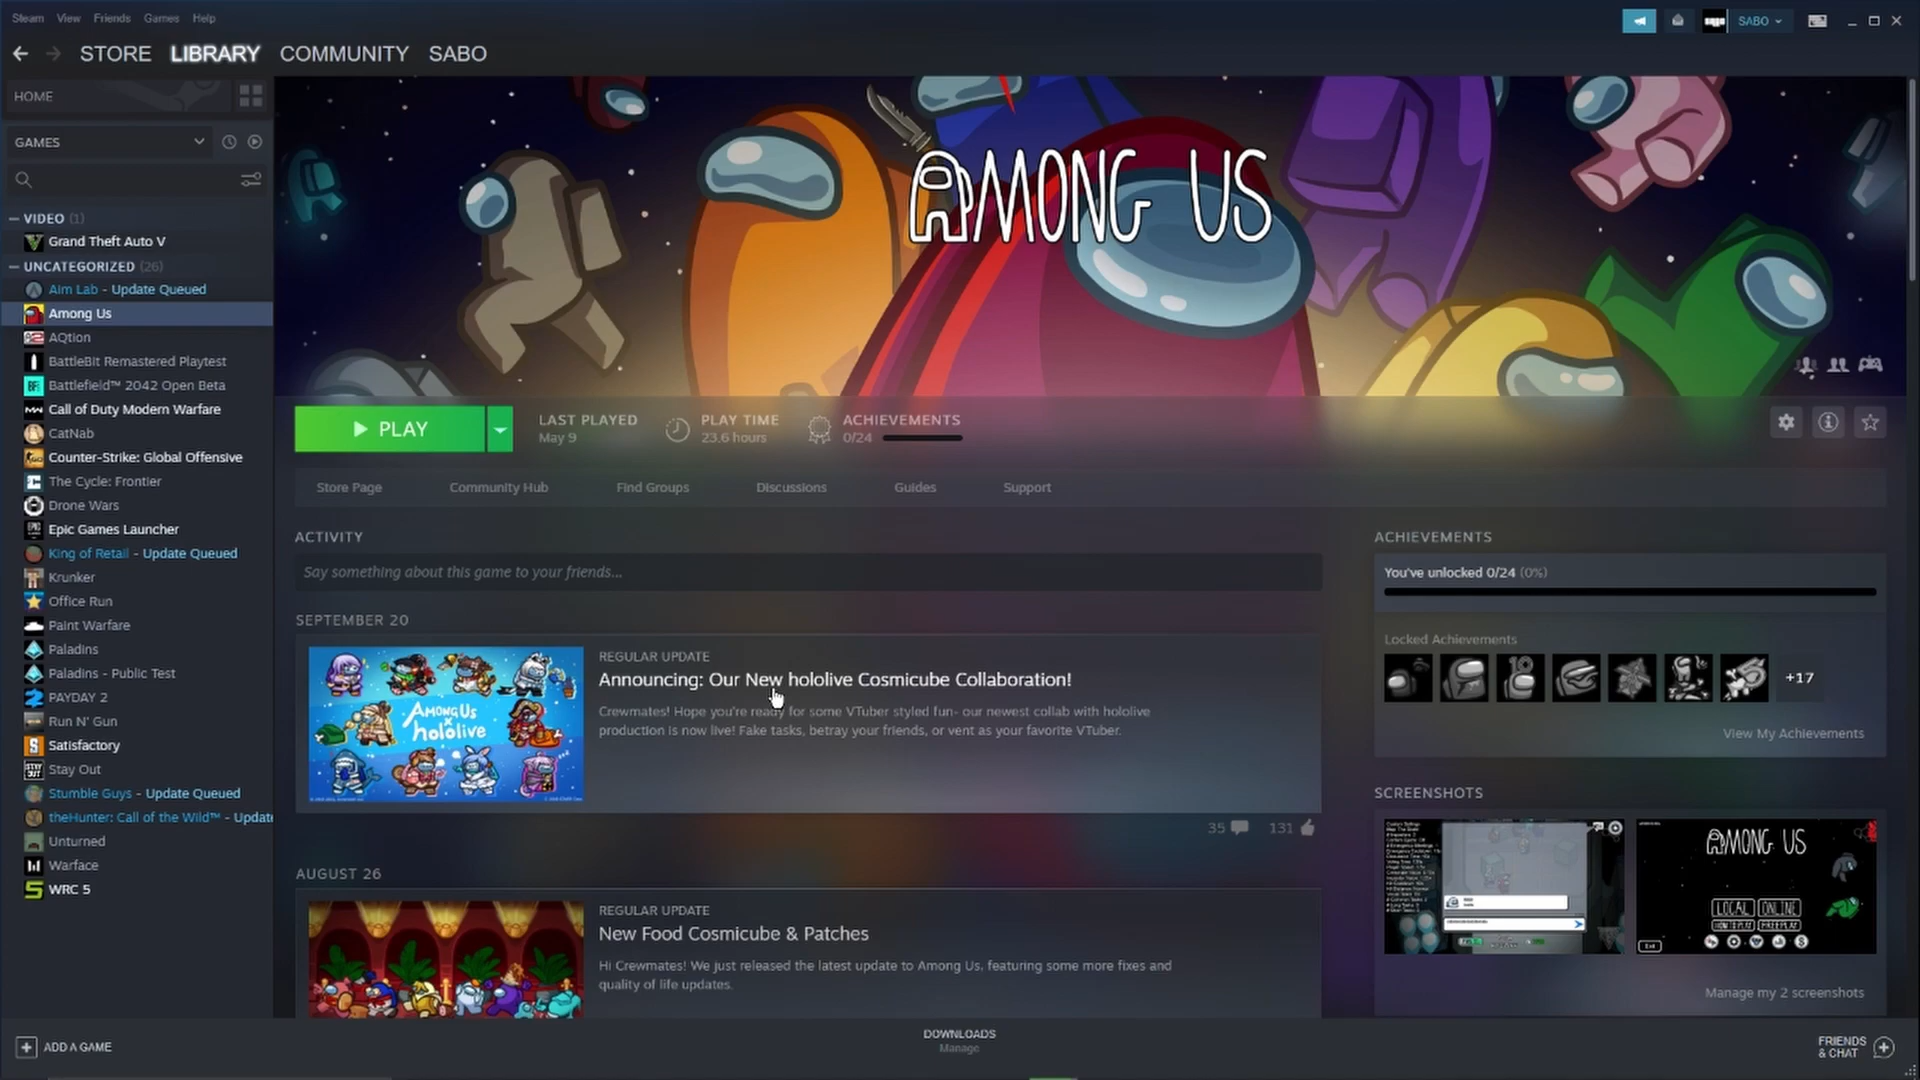 Steam View Friends Games Help
SABO
STORE LIBRARY COMMUNITY SABO
HOME
GAMES
VIDEO (1)
Grand Theft Auto V
UNCATEGORIZED (26)
Aim Lab - Update Queued
Among Us
AQtion
BattleBit Remastered Playtest
Battlefield™ 2042 Open Beta
Call of Duty Modern Warfare
CatNab
Counter-Strike: Global Offensive
The Cycle: Frontier
Drone Wars
Epic Games Launcher
King of Retail - Update Queued
Krunker
Office Run
Paint Warfare
Paladins
Paladins - Public Test
PAYDAY 2
Run N' Gun
Satisfactory
Stay Out
Stumble Guys - Update Queued
theHunter: Call of the Wild™ - Update
Unturned
Warface
WRC 5
AMONG US
PLAY
LAST PLAYED
May 9
PLAY TIME
23.6 hours
ACHIEVEMENTS
0/24
Store Page Community Hub Find Groups Discussions Guides Support
ACTIVITY
Say something about this game to your friends...
SEPTEMBER 20
AMONG US
x
hololive
REGULAR UPDATE
Announcing: Our New hololive Cosmicube Collaboration!
Crewmates! Hope you're ready for some VTuber styled fun- our newest collab with hololive
production is now live! Fake tasks, betray your friends, or vent as your favorite VTuber.
35 131
AUGUST 26
REGULAR UPDATE
New Food Cosmicube & Patches
Hi Crewmates! We just released the latest update to Among Us, featuring some more fixes and
quality of life updates.
ACHIEVEMENTS
You've unlocked 0/24 (0%)
Locked Achievements
10
+17
View My Achievements
SCREENSHOTS
AMONG US
LOCAL ONLINE
HOW TO PLAY FREEPLAY
Manage my 2 screenshots
ADD A GAME
DOWNLOADS
Manage
FRIENDS
& CHAT